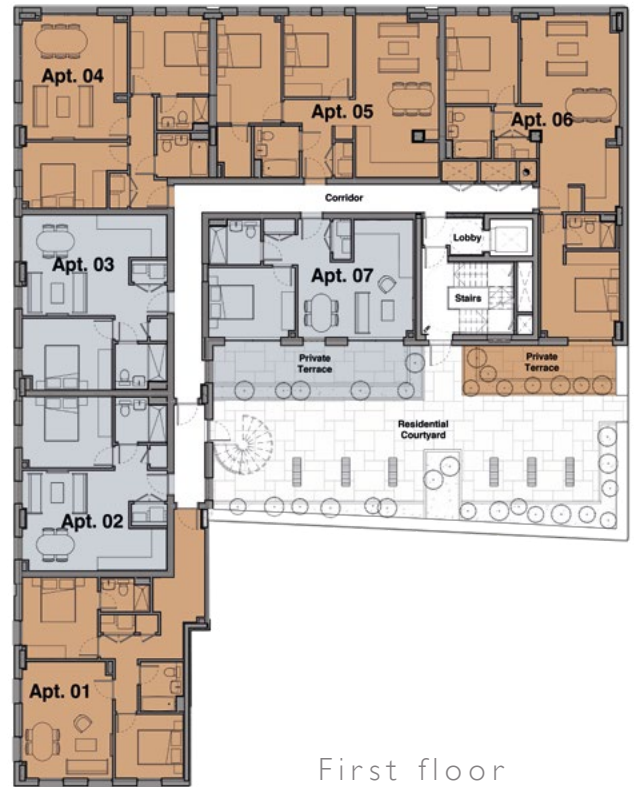 Apt. 04
Apt. 05
Apt. 06
Corridor
Apt. 03
Apt. 07
Lobby
Stairs
Private
Terrace
Private
Terrace
Residential
Courtyard
Apt. 02
Apt. 01
First floor